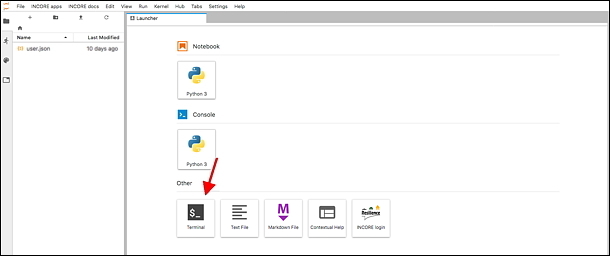 File INCORE apps INCORE docs Edit View Run Kernel Hub Tabs Settings Help
Launcher
Name Last Modified
user.json 10 days ago
Notebook
Python 3
>_ Console
Python 3
Other
$_ M Resilience
Terminal Text File Markdown File Contextual Help INCORE login